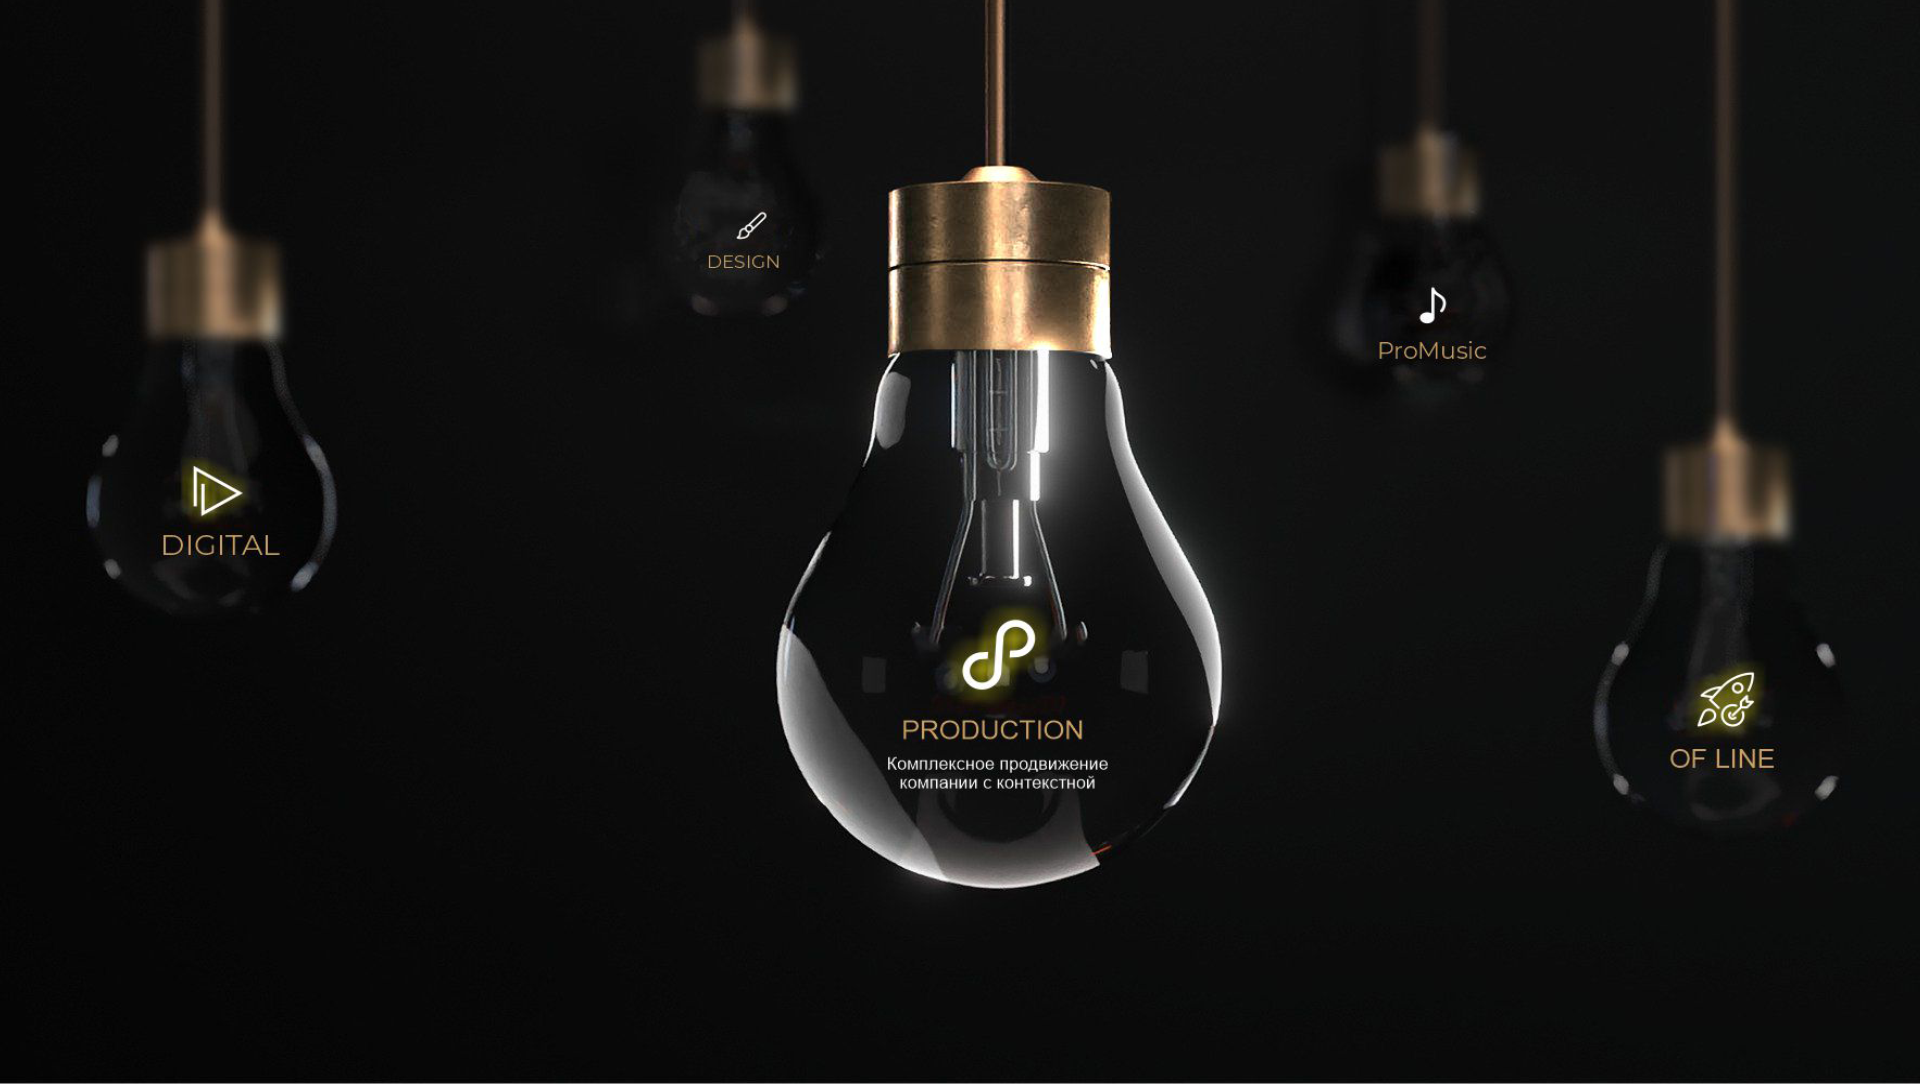 DESIGN
ProMusic
DIGITAL
PRODUCTION
Комплексное продвижение
компании с контекстной
OF LINE